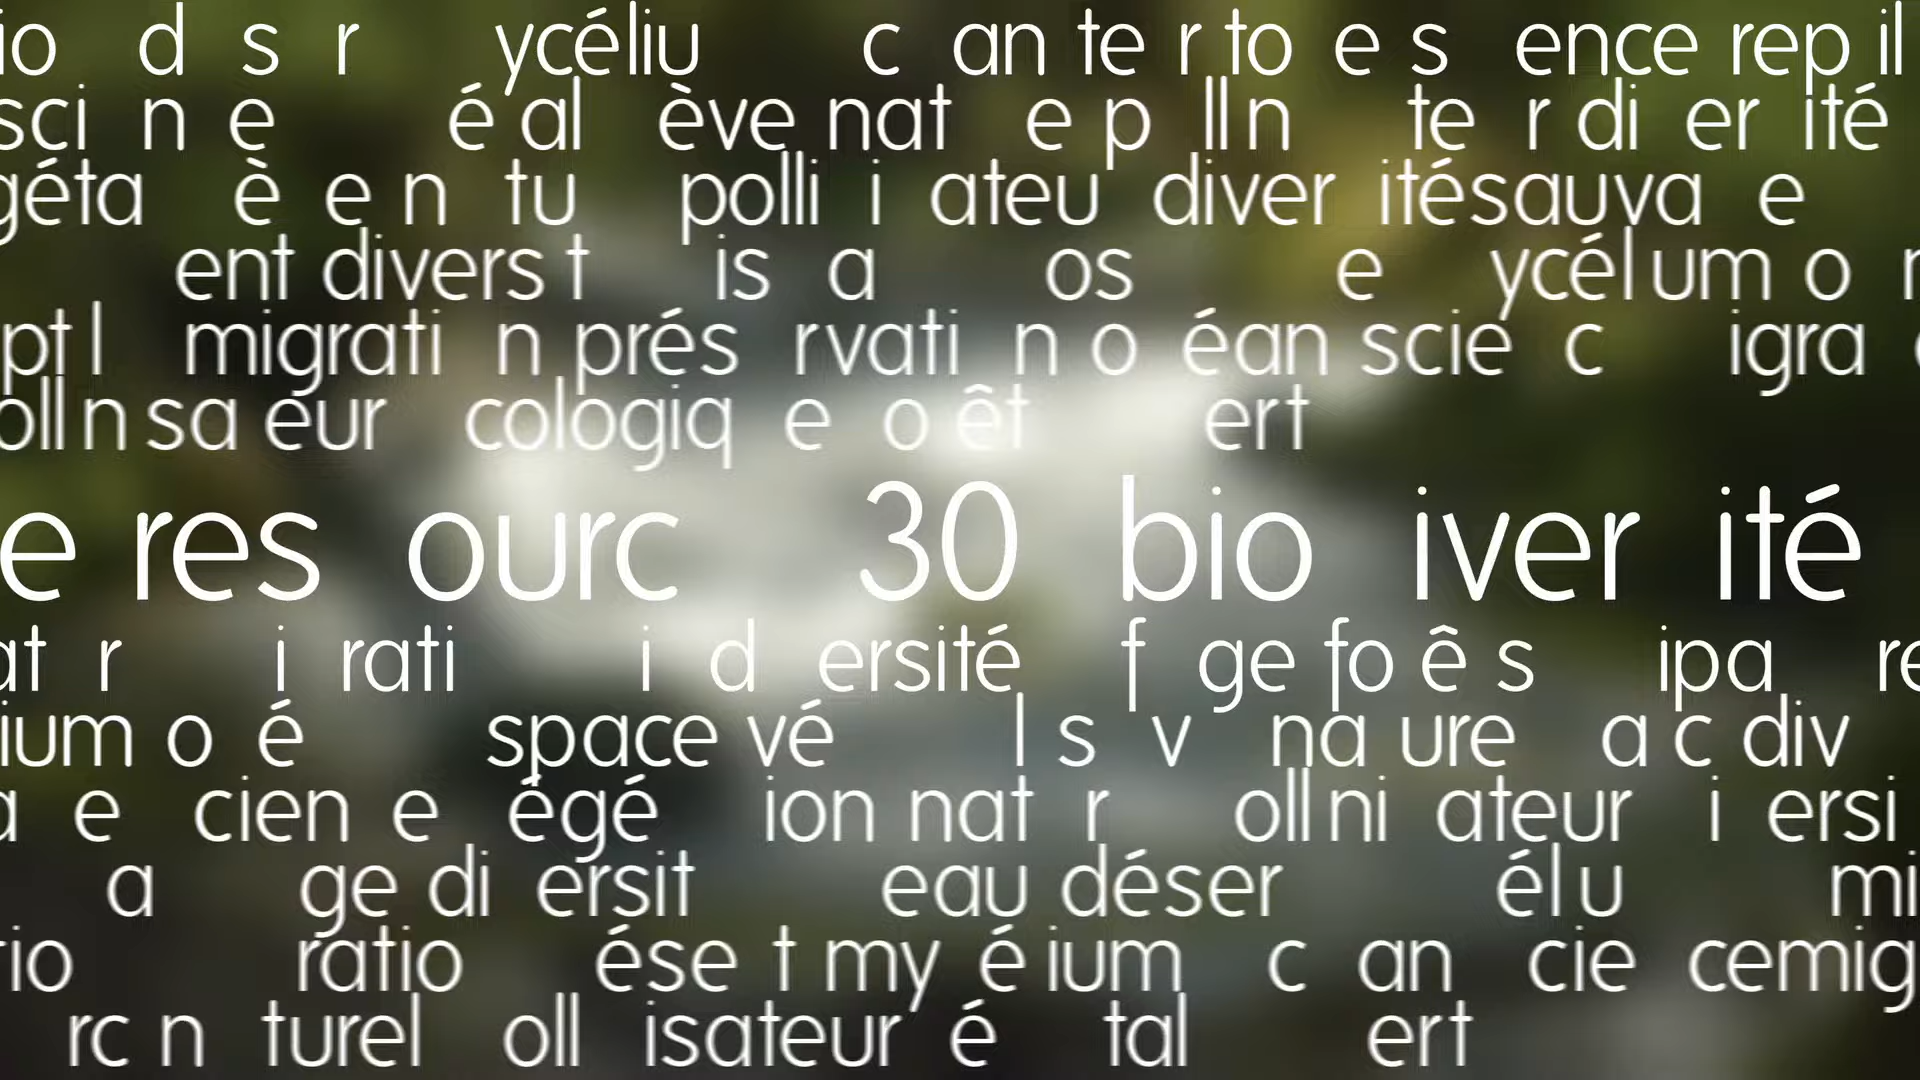 io d s r ycéliu c an te r to e s ence rep il
sci n e é al ève nat e p ll n te r di er ité
géta è e n tu polli i ateu diver itésauva e
ent divers t is a os e ycél um o n
pt l migrati n prés rvati n o éan scie c igra
oll n sa eur cologiq e o êt ert
e res ourc 30 bio iver ité
at r i rati i d ersité f ge fo ê s ipa re
ium o é space vé l s v na ure a c div
a e cien e égé ion nat r oll ni ateur i ersi
a ge di ersit eau déser él u mi
rio ratio ése t my é ium c an cie cemig
rc n turel oll isateur é tal ert